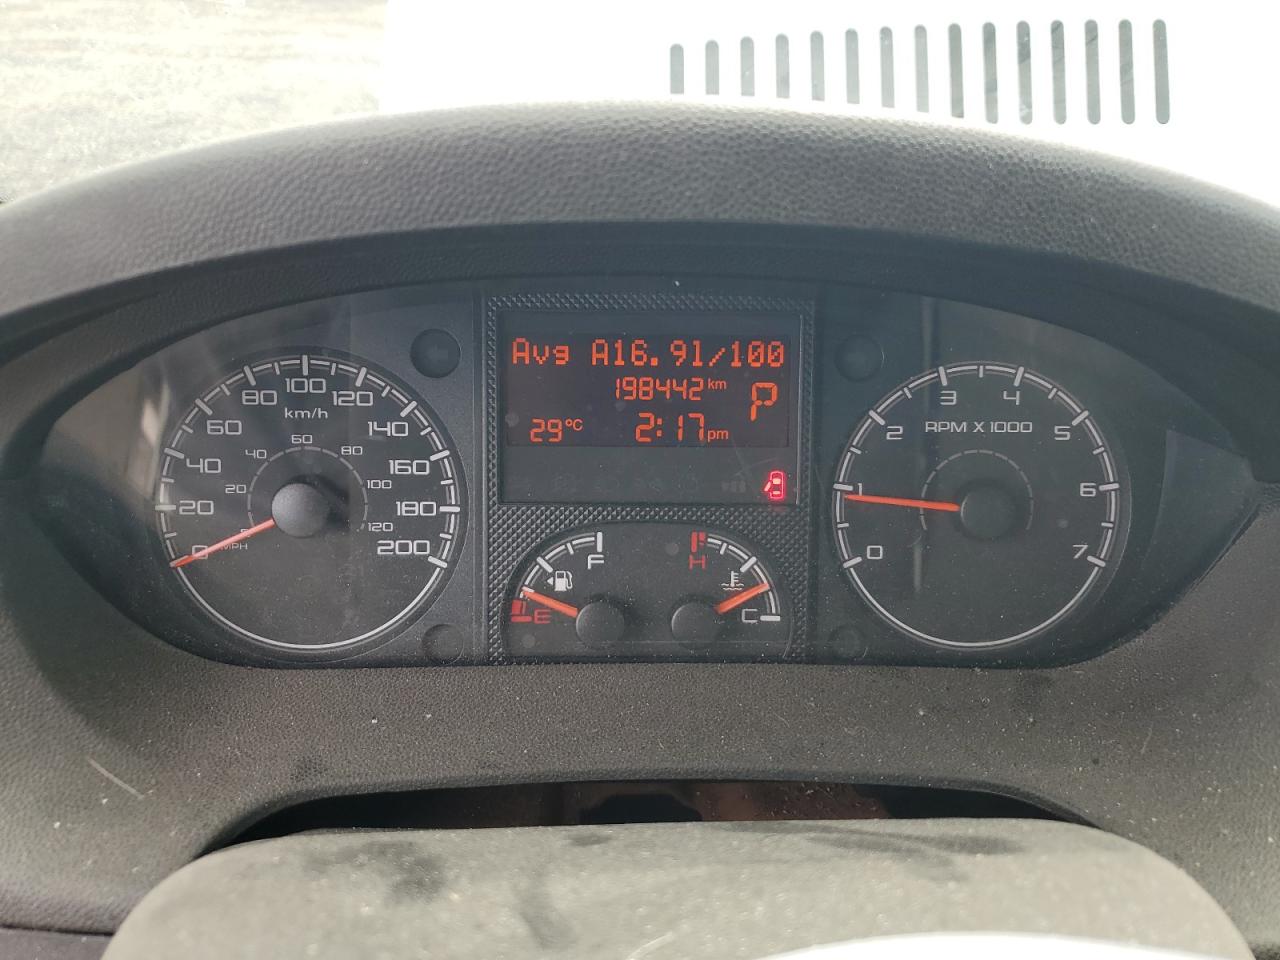 Avg A16.9l/100
198442 km
P
29°C 2:17 pm
0 20 40 60 80 100 120 140 160 180 200
km/h
20 40 60 80 100 120
MPH
E F
H C
RPM X 1000
0 1 2 3 4 5 6 7